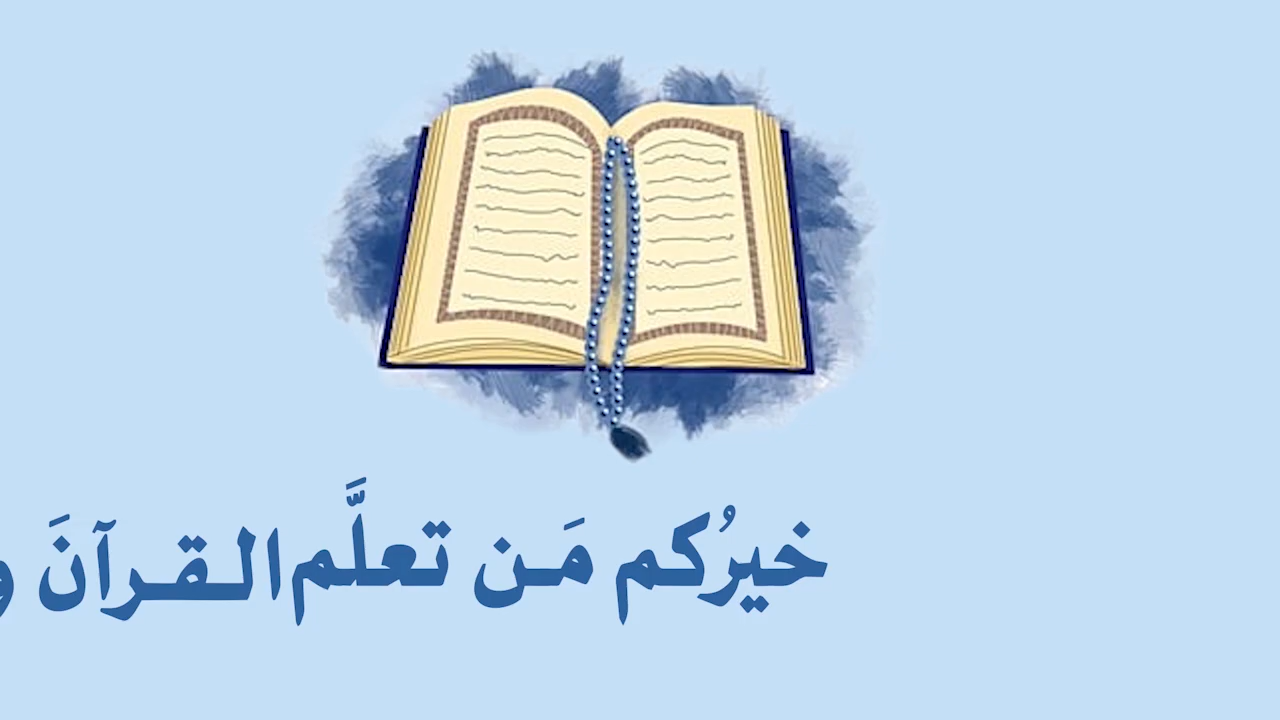 خيرُكم مَن تعلَّم القرآنَ و